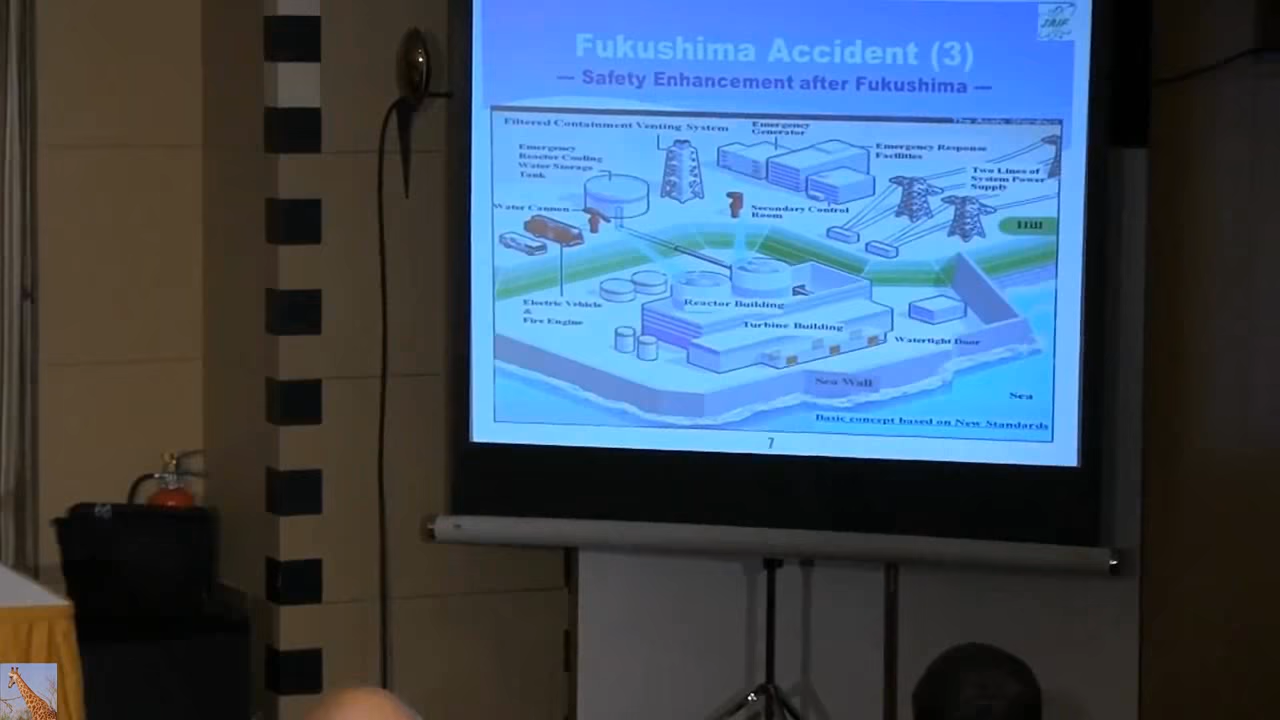 JAIF
Fukushima Accident (3)
— Safety Enhancement after Fukushima —
Filtered Containment Venting System
Emergency
Generator
Emergency
Reactor Cooling
Water Storage
Tank
Emergency Response
Facilities
Two Lines of
System Power
Supply
Water Cannon
Secondary Control
Room
Hill
Electric Vehicle
&
Fire Engine
Reactor Building
Turbine Building
Watertight Door
Sea Wall
Sea
Basic concept based on New Standards
7